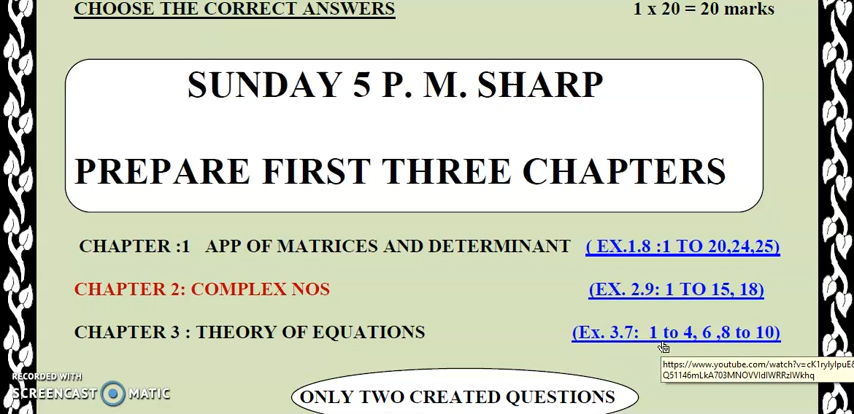 CHOOSE THE CORRECT ANSWERS 1 x 20 = 20 marks
SUNDAY 5 P. M. SHARP
PREPARE FIRST THREE CHAPTERS
CHAPTER :1 APP OF MATRICES AND DETERMINANT ( EX.1.8 :1 TO 20,24,25)
CHAPTER 2: COMPLEX NOS (EX. 2.9: 1 TO 15, 18)
CHAPTER 3 : THEORY OF EQUATIONS (Ex. 3.7: 1 to 4, 6 ,8 to 10)
ONLY TWO CREATED QUESTIONS
RECORDED WITH
SCREENCAST MATIC